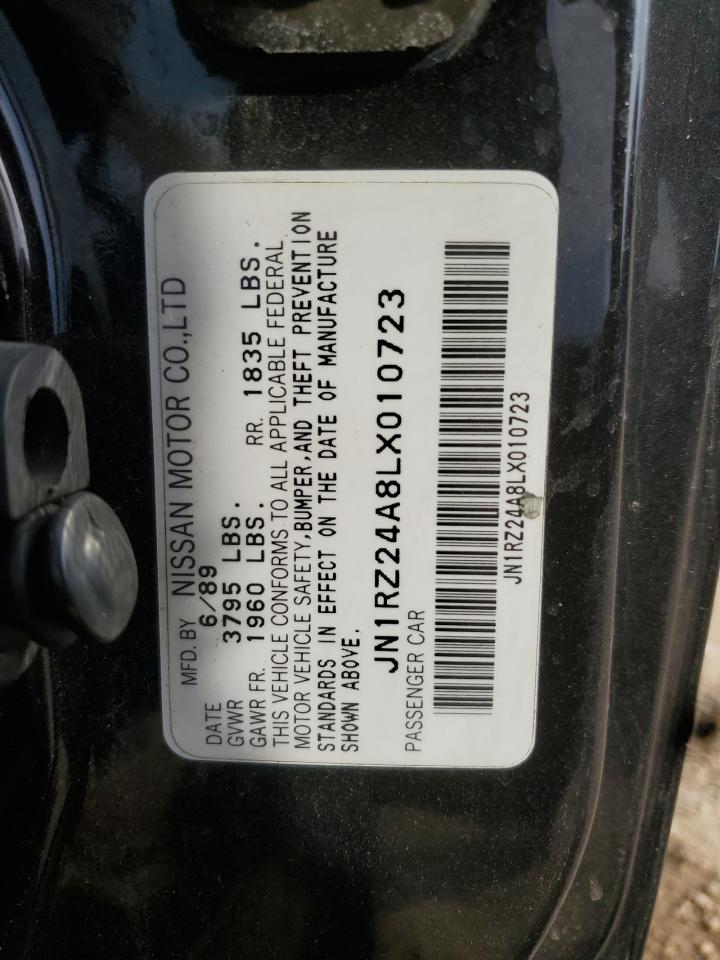 MFD. BY NISSAN MOTOR CO.,LTD
DATE 6/89
GVWR 3795 LBS.
GAWR FR. 1960 LBS. RR. 1835 LBS.
THIS VEHICLE CONFORMS TO ALL APPLICABLE FEDERAL
MOTOR VEHICLE SAFETY,BUMPER,AND THEFT PREVENTION
STANDARDS IN EFFECT ON THE DATE OF MANUFACTURE
SHOWN ABOVE.
JN1RZ24A8LX010723
PASSENGER CAR
JN1RZ24A8LX010723